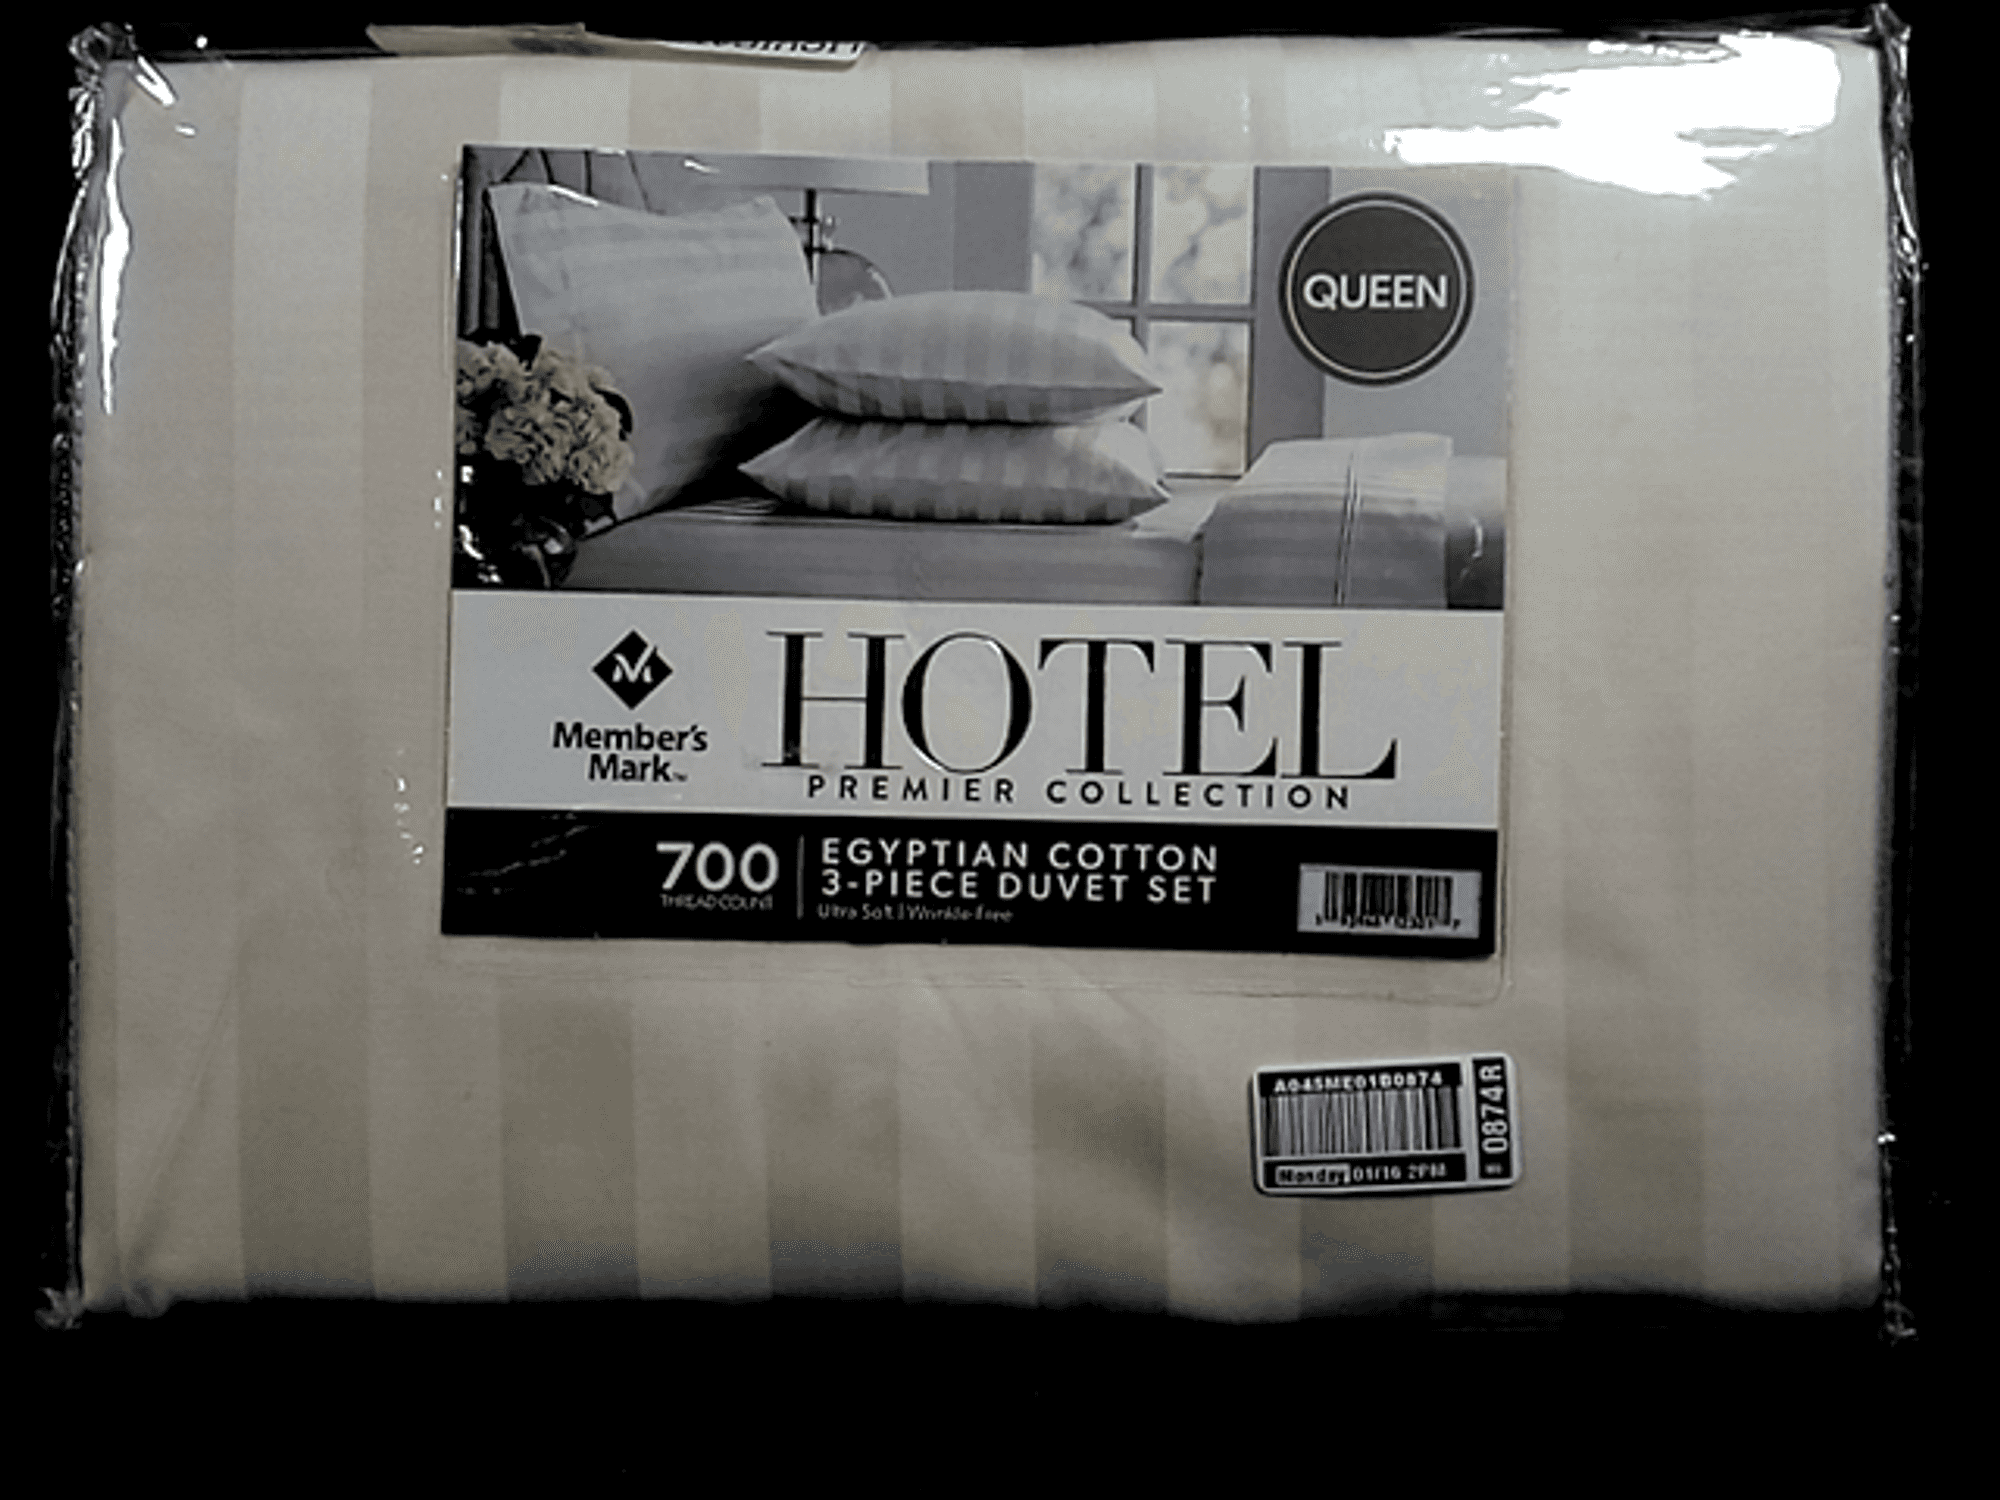 QUEEN
Member's
Mark™
HOTEL
PREMIER COLLECTION
700
THREAD COUNT
EGYPTIAN COTTON
3-PIECE DUVET SET
Ultra Soft | Wrinkle-Free
A045ME01B0874
Monday 01/16 2PM
0874R